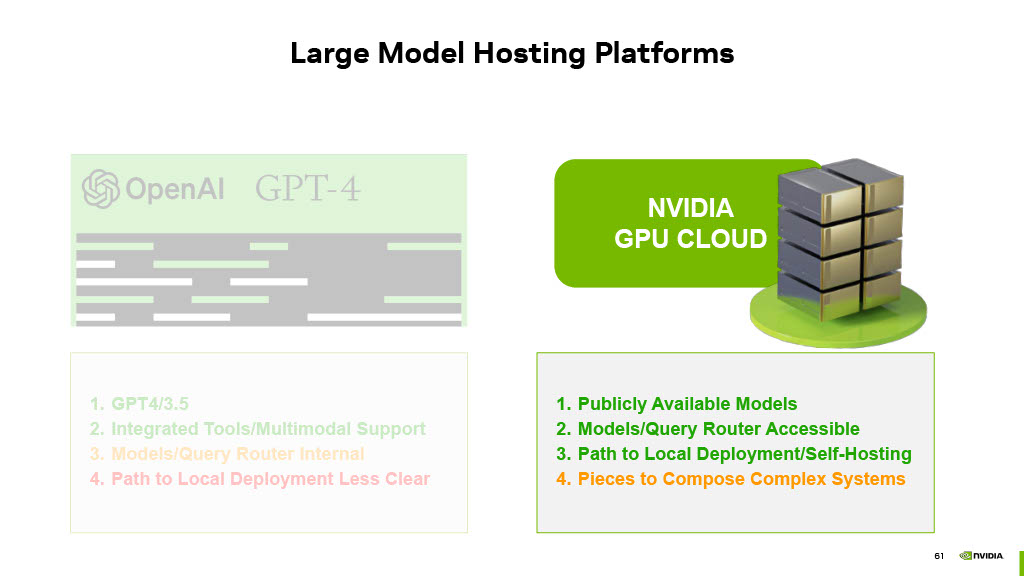 Large Model Hosting Platforms
OpenAI GPT-4
1. GPT4/3.5
2. Integrated Tools/Multimodal Support
3. Models/Query Router Internal
4. Path to Local Deployment Less Clear
NVIDIA
GPU CLOUD
1. Publicly Available Models
2. Models/Query Router Accessible
3. Path to Local Deployment/Self-Hosting
4. Pieces to Compose Complex Systems
61 NVIDIA